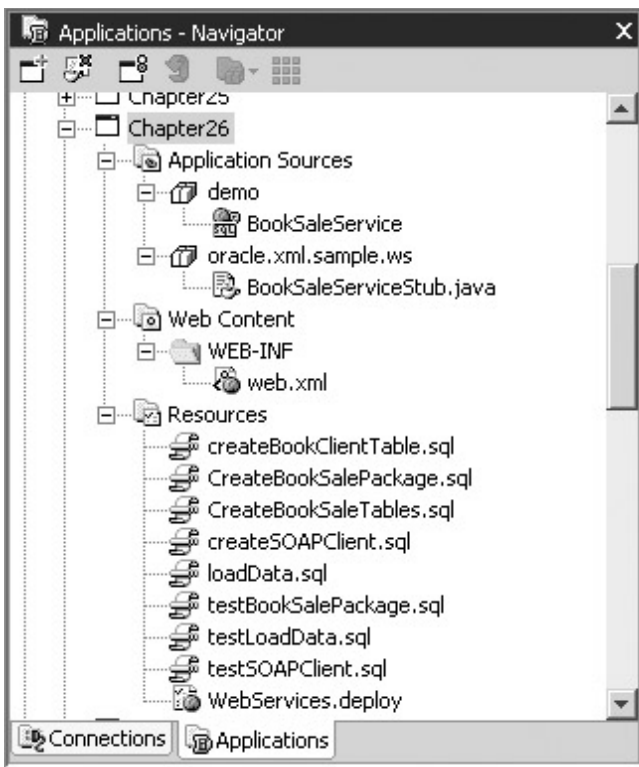 Applications - Navigator
Chapter25
Chapter26
Application Sources
demo
BookSaleService
oracle.xml.sample.ws
BookSaleServiceStub.java
Web Content
WEB-INF
web.xml
Resources
createBookClientTable.sql
CreateBookSalePackage.sql
CreateBookSaleTables.sql
createSOAPClient.sql
loadData.sql
testBookSalePackage.sql
testLoadData.sql
testSOAPClient.sql
WebServices.deploy
Connections Applications